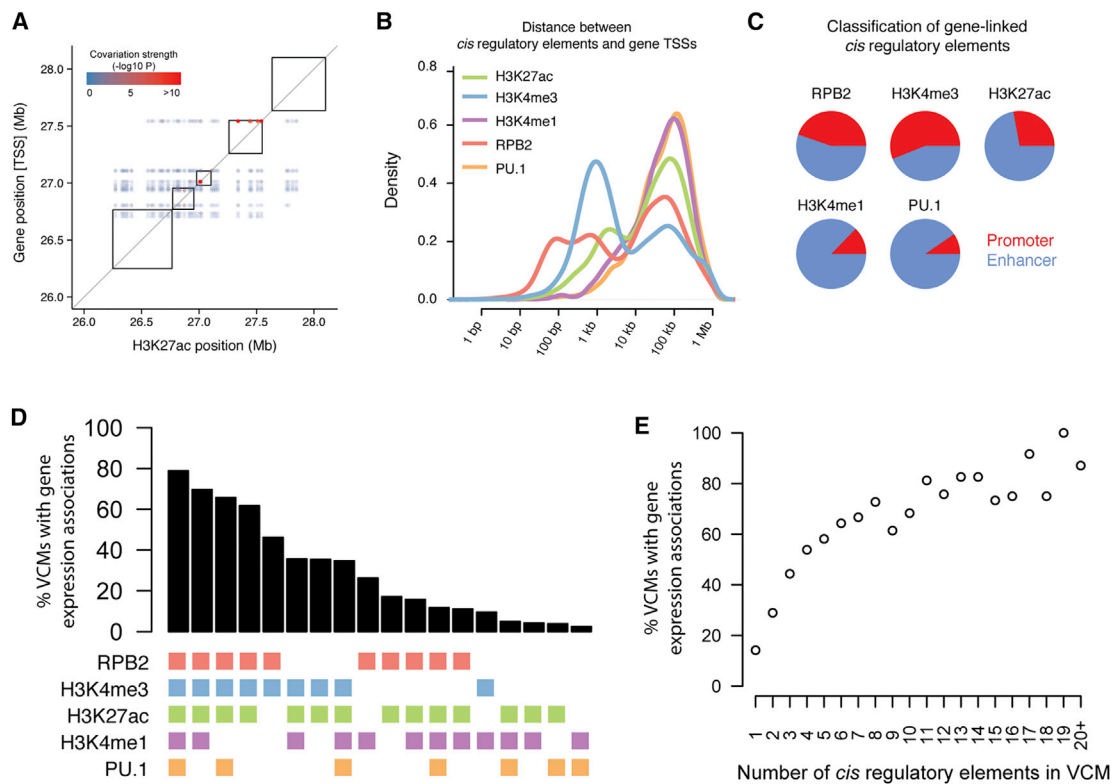 A
Covariation strength
(-log10 P)
0 5 >10
Gene position [TSS] (Mb)
28.0
27.5
27.0
26.5
26.0
26.0 26.5 27.0 27.5 28.0
H3K27ac position (Mb)
B
Distance between
cis regulatory elements and gene TSSs
H3K27ac
H3K4me3
H3K4me1
RPB2
PU.1
Density
0.8
0.6
0.4
0.2
0.0
1 bp
10 bp
100 bp
1 kb
10 kb
100 kb
1 Mb
C
Classification of gene-linked
cis regulatory elements
RPB2 H3K4me3 H3K27ac
H3K4me1 PU.1
Promoter
Enhancer
D
% VCMs with gene
expression associations
100
80
60
40
20
0
RPB2
H3K4me3
H3K27ac
H3K4me1
PU.1
E
% VCMs with gene
expression associations
100
80
60
40
20
0
1
2
3
4
5
6
7
8
9
10
11
12
13
14
15
16
17
18
19
20+
Number of cis regulatory elements in VCM